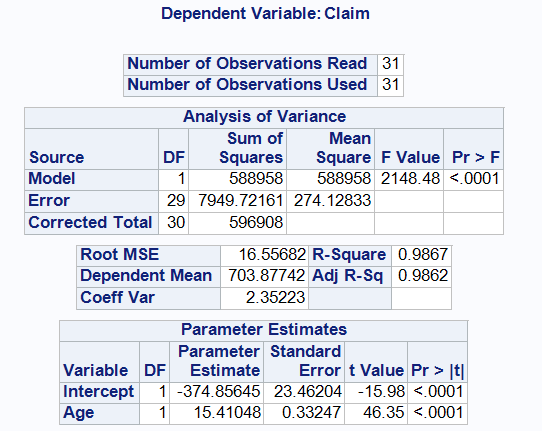 Dependent Variable: Claim
Number of Observations Read 31
Number of Observations Used 31
Analysis of Variance
Source DF Sum of Squares Mean Square F Value Pr > F
Model 1 588958 588958 2148.48 <.0001
Error 29 7949.72161 274.12833
Corrected Total 30 596908
Root MSE 16.55682 R-Square 0.9867
Dependent Mean 703.87742 Adj R-Sq 0.9862
Coeff Var 2.35223
Parameter Estimates
Variable DF Parameter Estimate Standard Error t Value Pr > |t|
Intercept 1 -374.85645 23.46204 -15.98 <.0001
Age 1 15.41048 0.33247 46.35 <.0001